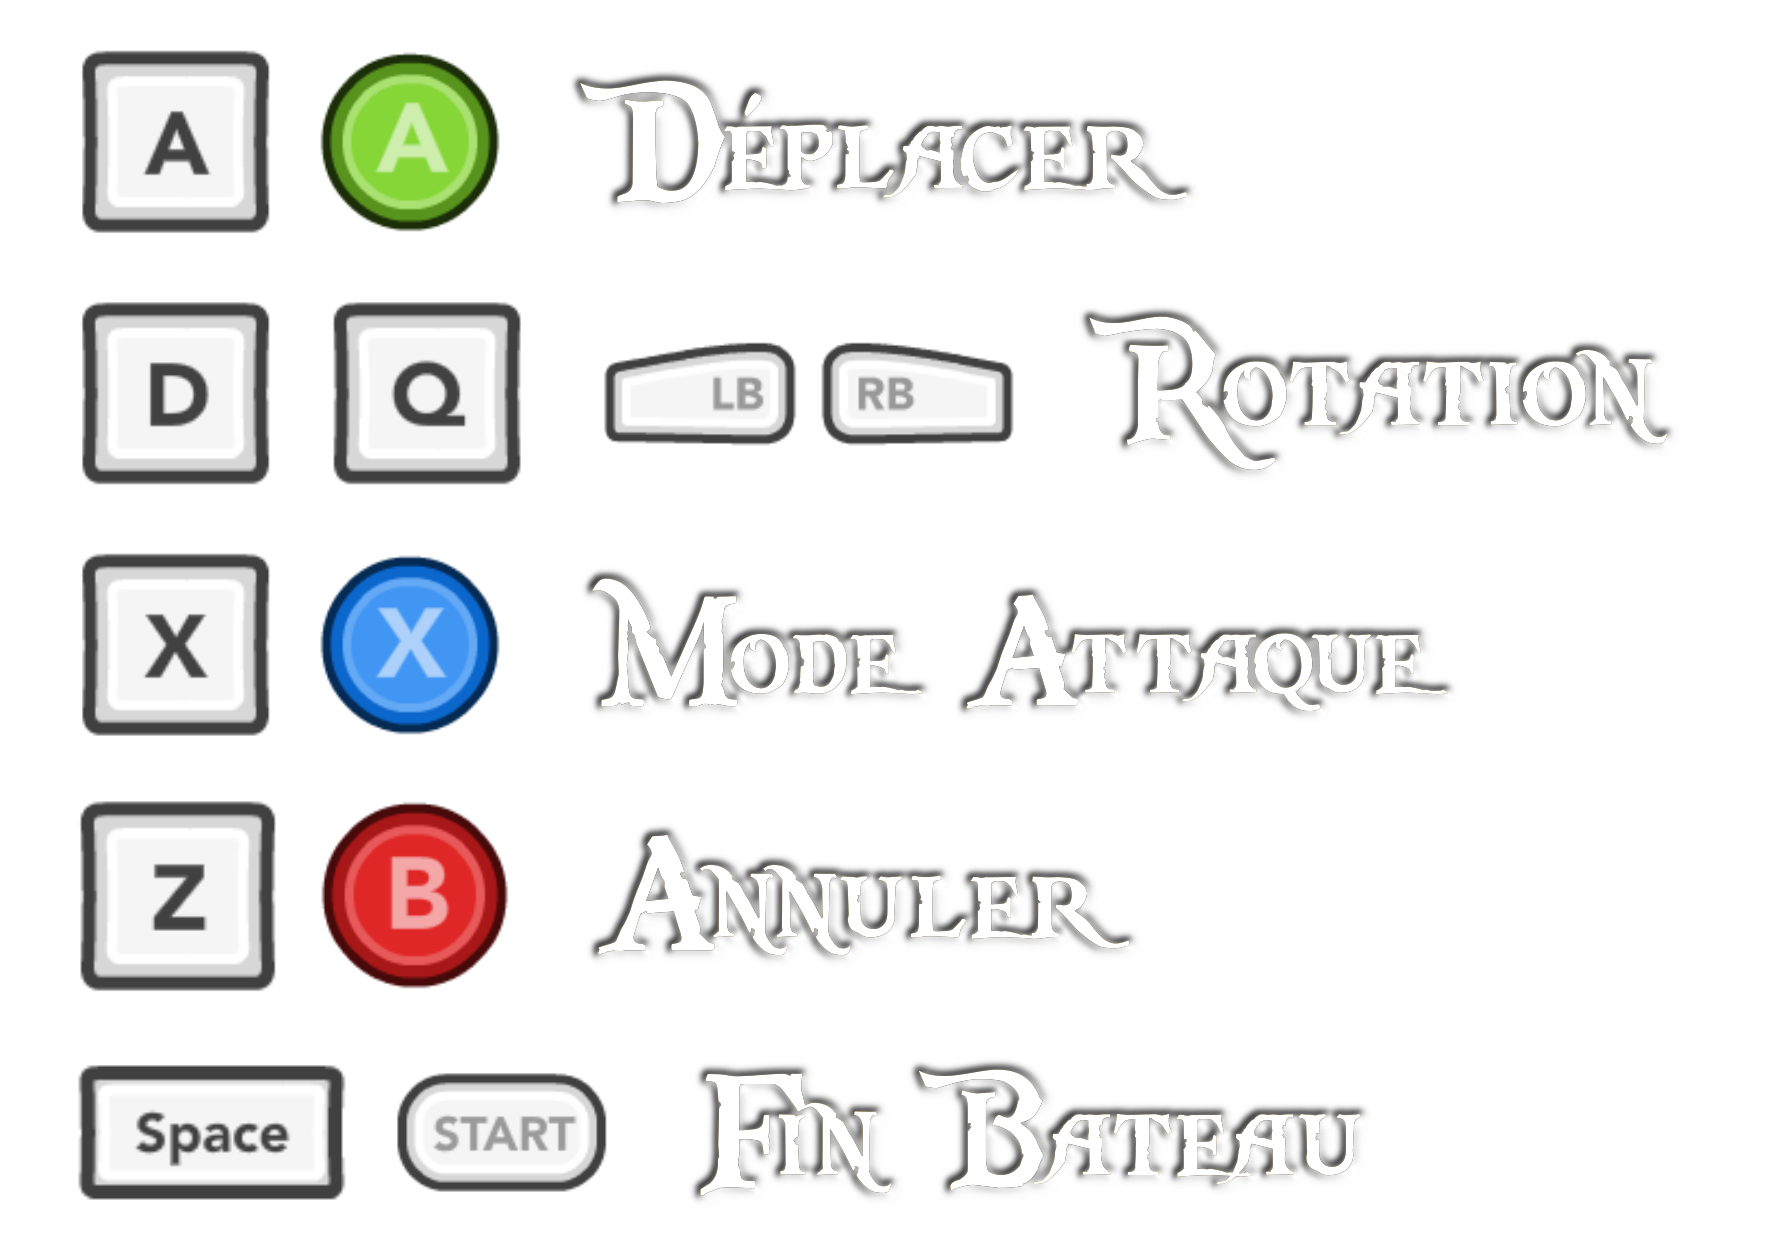 A A Déplacer
D Q LB RB Rotation
X X Mode Attaque
Z B Annuler
Space START Fin Bateau